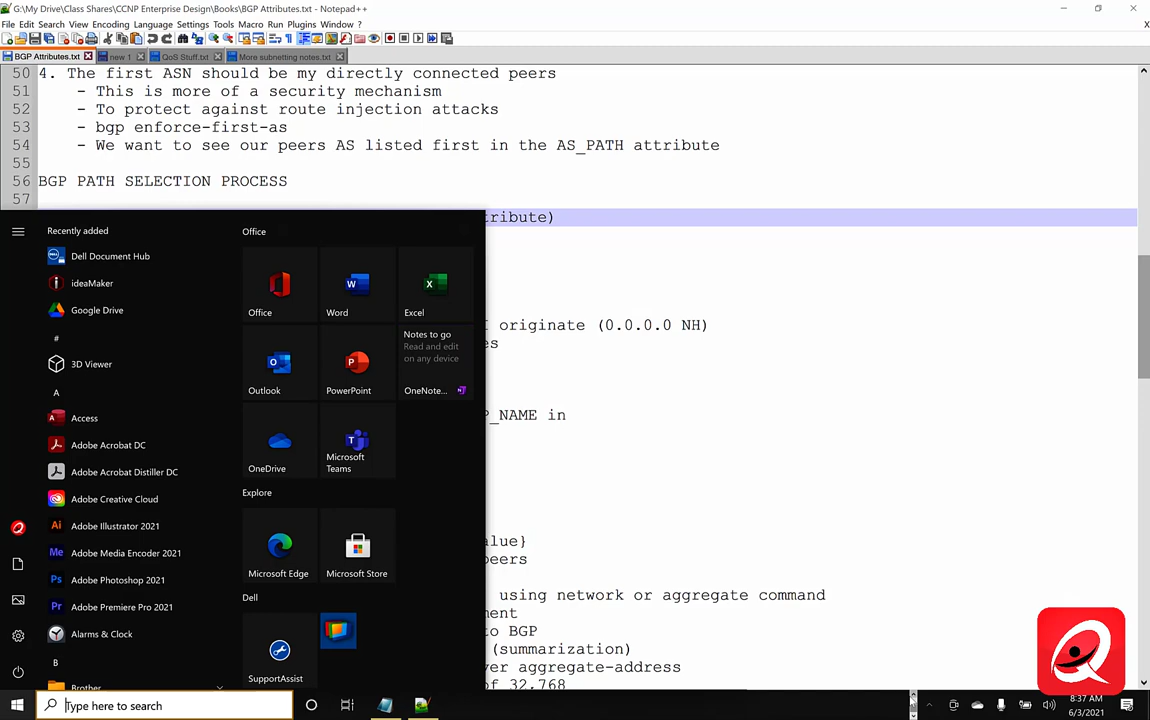 G:\My Drive\Class Shares\CCNP Enterprise Design\Books\BGP Attributes.txt - Notepad++
File Edit Search View Encoding Language Settings Tools Macro Run Plugins Window ?
X
BGP Attributes.txt new 1 QoS Stuff.txt More subnetting notes.txt
50 4. The first ASN should be my directly connected peers
51 - This is more of a security mechanism
52 - To protect against route injection attacks
53 - bgp enforce-first-as
54 - We want to see our peers AS listed first in the AS_PATH attribute
55
56 BGP PATH SELECTION PROCESS
57
tribute)
originate (0.0.0.0 NH)
es
P_NAME in
alue}
peers
using network or aggregate command
ment
to BGP
(summarization)
ver aggregate-address
of 32,768
Recently added
Dell Document Hub
ideaMaker
Google Drive
#
3D Viewer
A
Access
Adobe Acrobat DC
Adobe Acrobat Distiller DC
Adobe Creative Cloud
Adobe Illustrator 2021
Adobe Media Encoder 2021
Adobe Photoshop 2021
Adobe Premiere Pro 2021
Alarms & Clock
B
Brother
Office
Office
Word
Excel
Outlook
PowerPoint
Notes to go
Read and edit
on any device
OneNote...
OneDrive
Microsoft
Teams
Explore
Microsoft Edge
Microsoft Store
Dell
SupportAssist
Type here to search
8:37 AM
6/3/2021